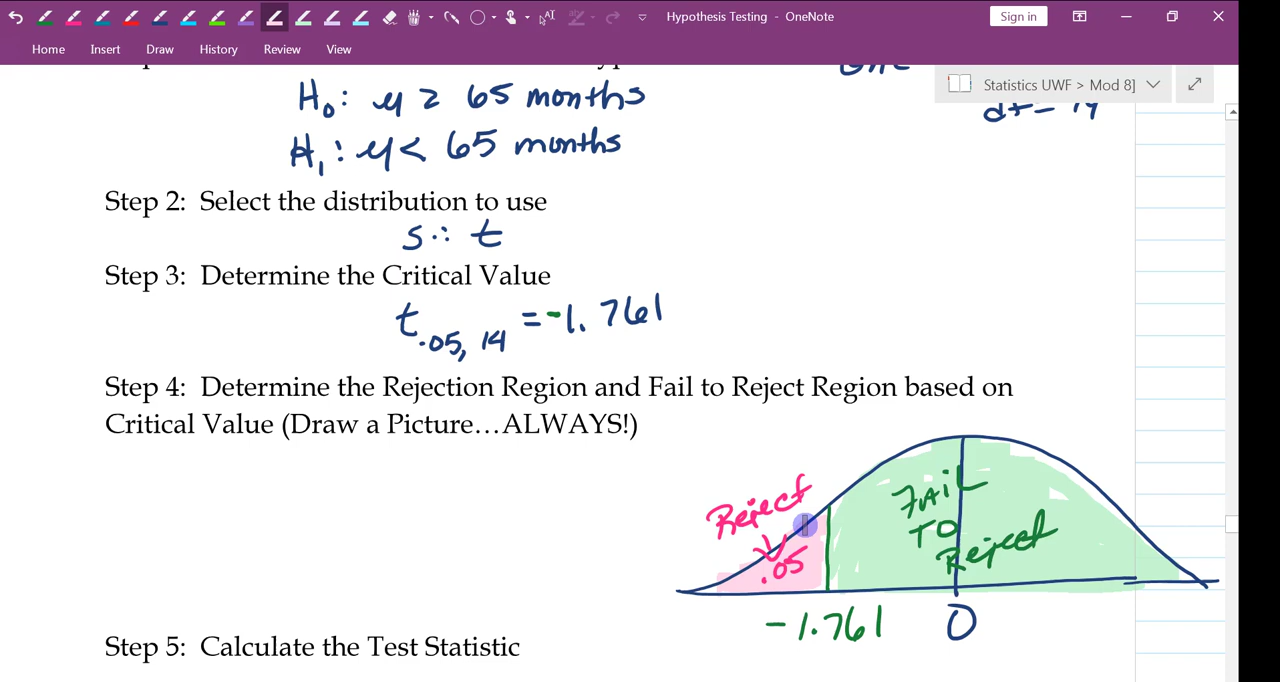 Hypothesis Testing - OneNote
Sign in
Home Insert Draw History Review View
Statistics UWF > Mod 8]
H0: μ ≥ 65 months
H1: μ < 65 months
Step 2: Select the distribution to use
s ∴ t
Step 3: Determine the Critical Value
t.05, 14 = -1.761
Step 4: Determine the Rejection Region and Fail to Reject Region based on
Critical Value (Draw a Picture…ALWAYS!)
Reject
.05
FAIL
TO
Reject
-1.761 0
Step 5: Calculate the Test Statistic